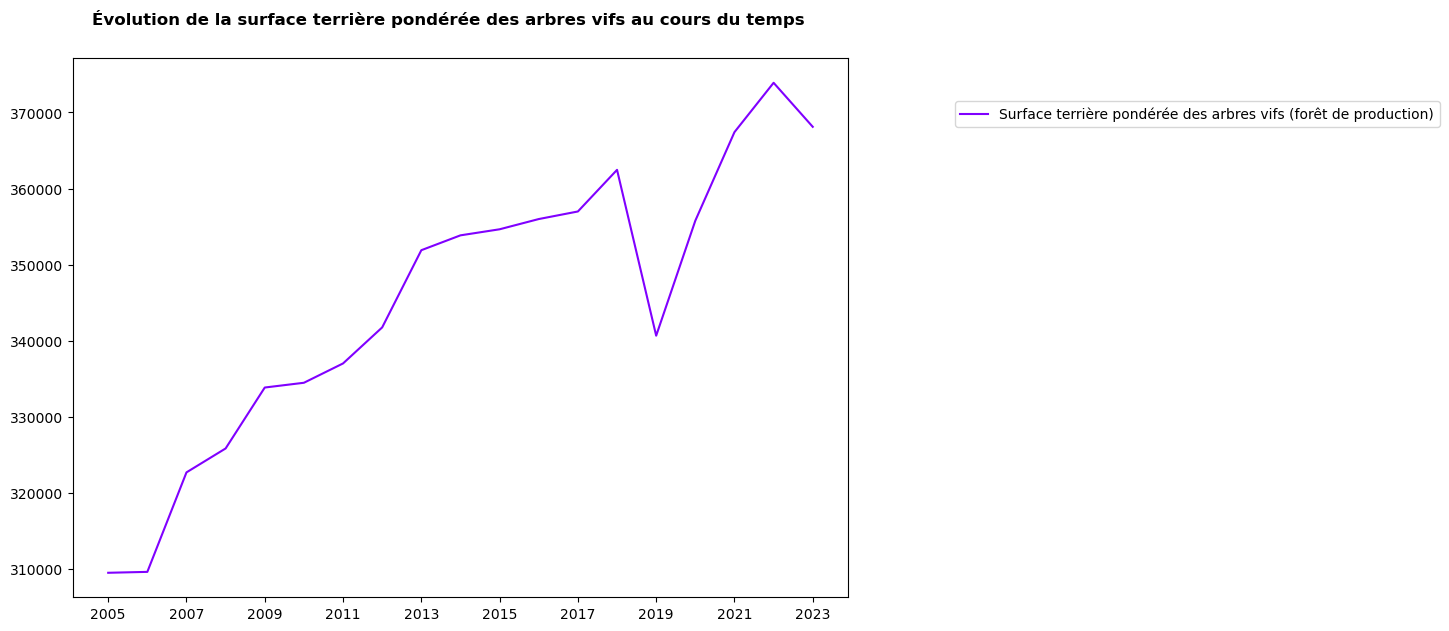 Évolution de la surface terrière pondérée des arbres vifs au cours du temps
370000
360000
350000
340000
330000
320000
310000
2005 2007 2009 2011 2013 2015 2017 2019 2021 2023
Surface terrière pondérée des arbres vifs (forêt de production)